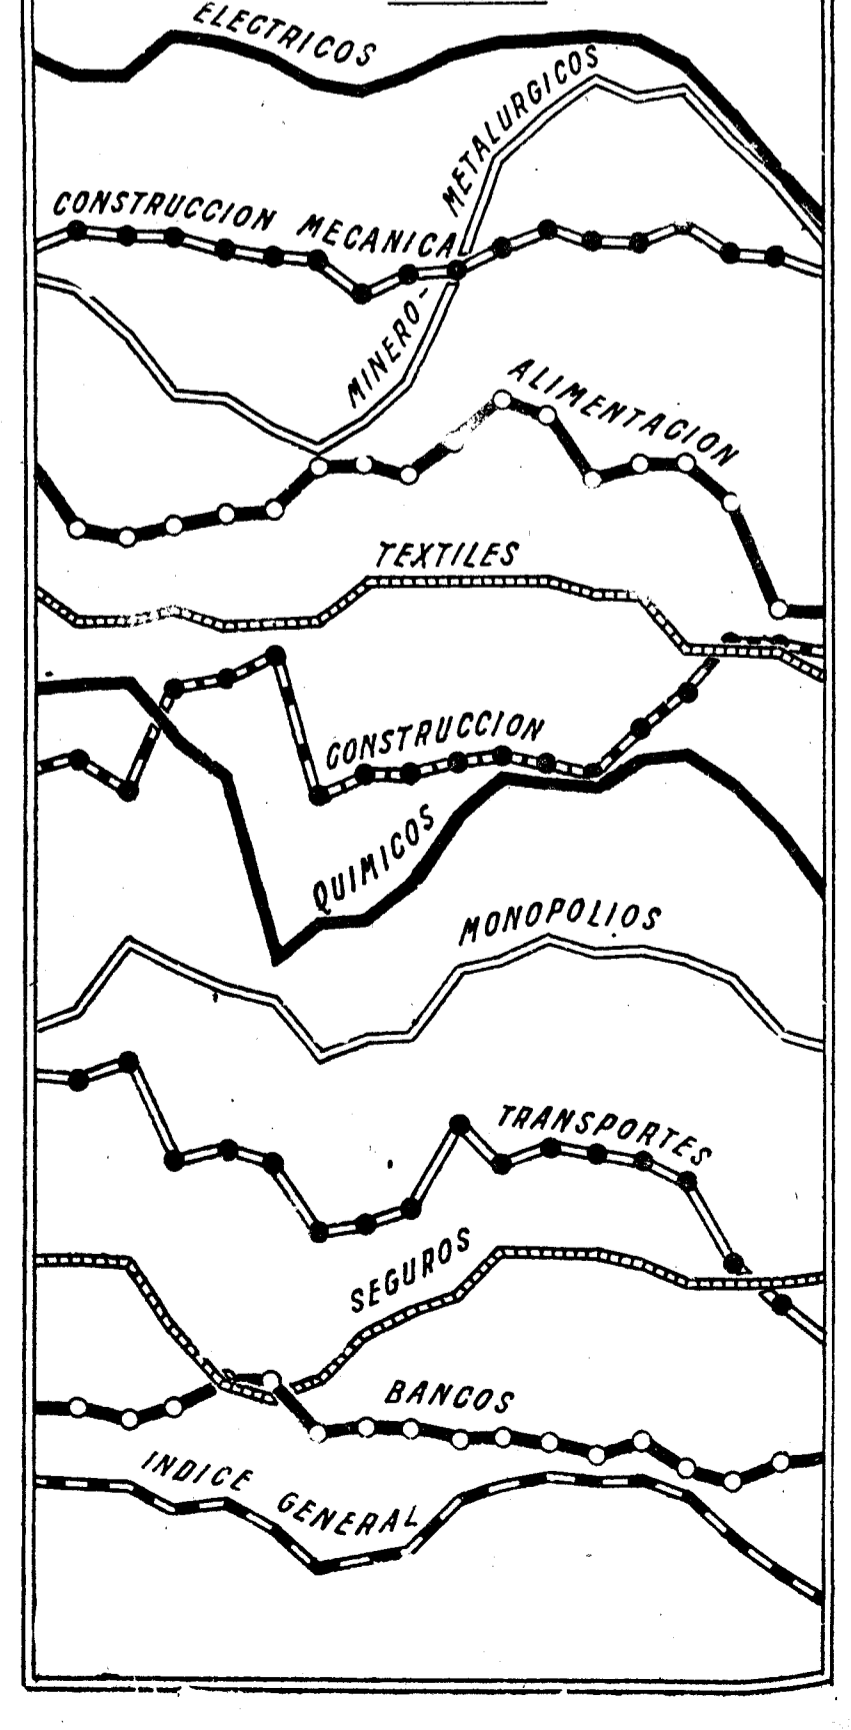 ELECTRICOS
MINERO-METALURGICOS
CONSTRUCCION MECANICA
ALIMENTACION
TEXTILES
CONSTRUCCION
QUIMICOS
MONOPOLIOS
TRANSPORTES
SEGUROS
BANCOS
INDICE GENERAL